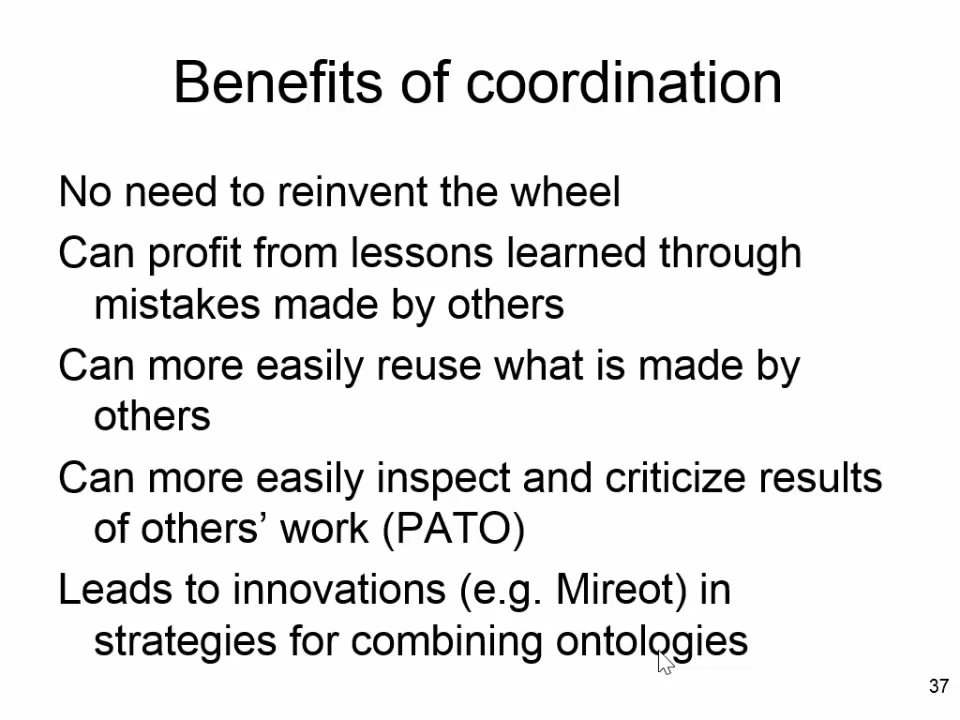 Benefits of coordination
No need to reinvent the wheel
Can profit from lessons learned through
mistakes made by others
Can more easily reuse what is made by
others
Can more easily inspect and criticize results
of others’ work (PATO)
Leads to innovations (e.g. Mireot) in
strategies for combining ontologies
37